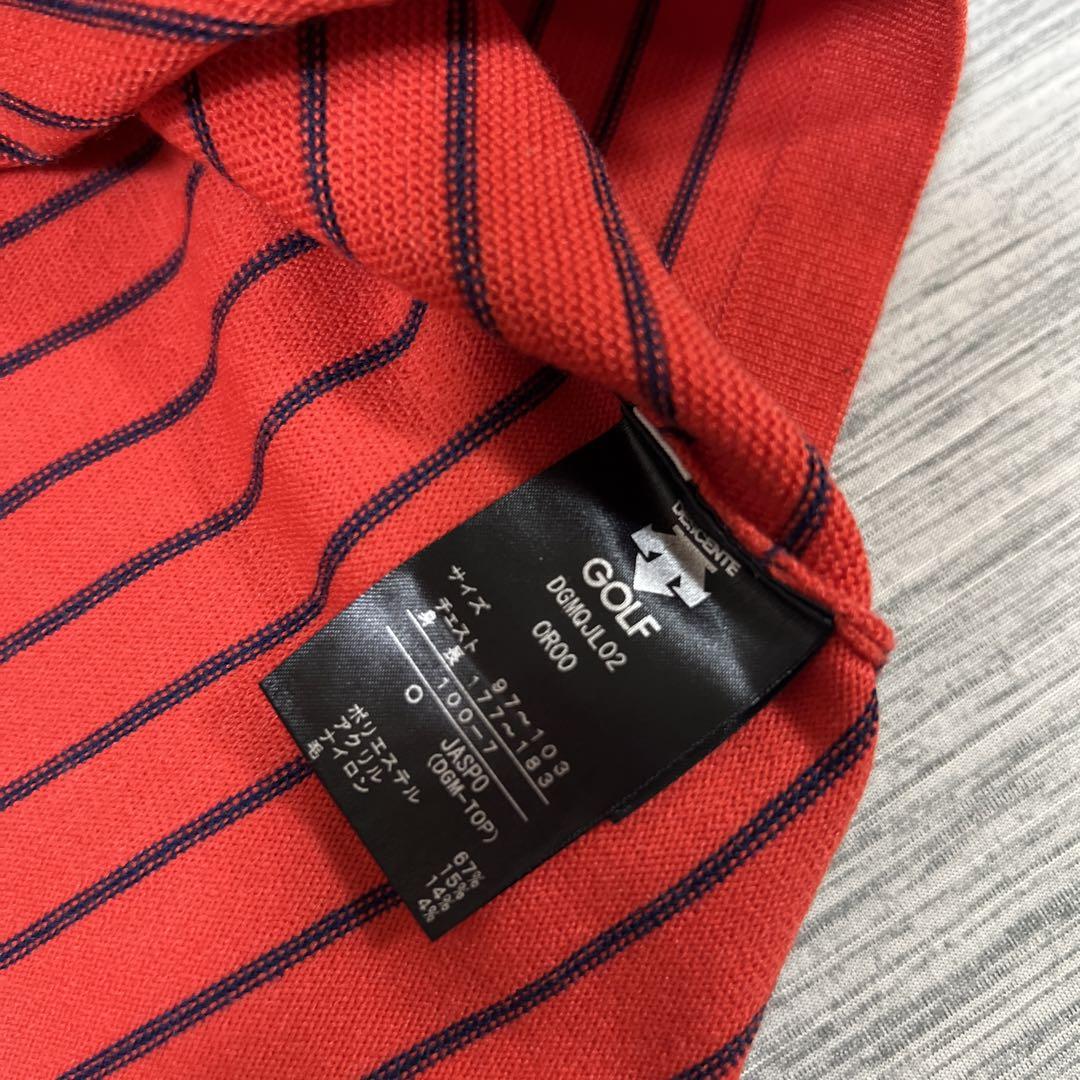 DESCENTE
GOLF
DGMQJL02
OR00
サイズ
チェスト 97～103
身 長 177～183
100－7
O JASPO
(DGM-TOP)
ポリエステル 67%
アクリル 15%
ナイロン 14%
毛 4%